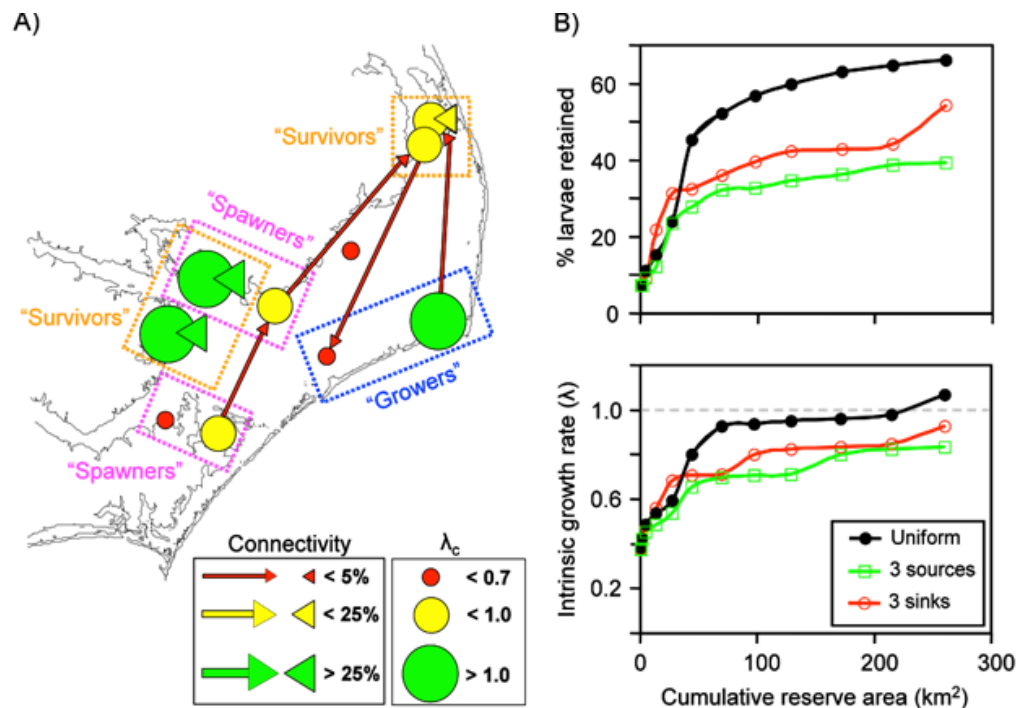 A)
"Survivors"
"Spawners"
"Survivors"
"Growers"
"Spawners"
Connectivity
< 5%
< 25%
> 25%
λc
< 0.7
< 1.0
> 1.0
B)
% larvae retained
60
40
20
0
Intrinsic growth rate (λ)
1.0
0.6
0.2
Uniform
3 sources
3 sinks
0
100
200
300
Cumulative reserve area (km²)